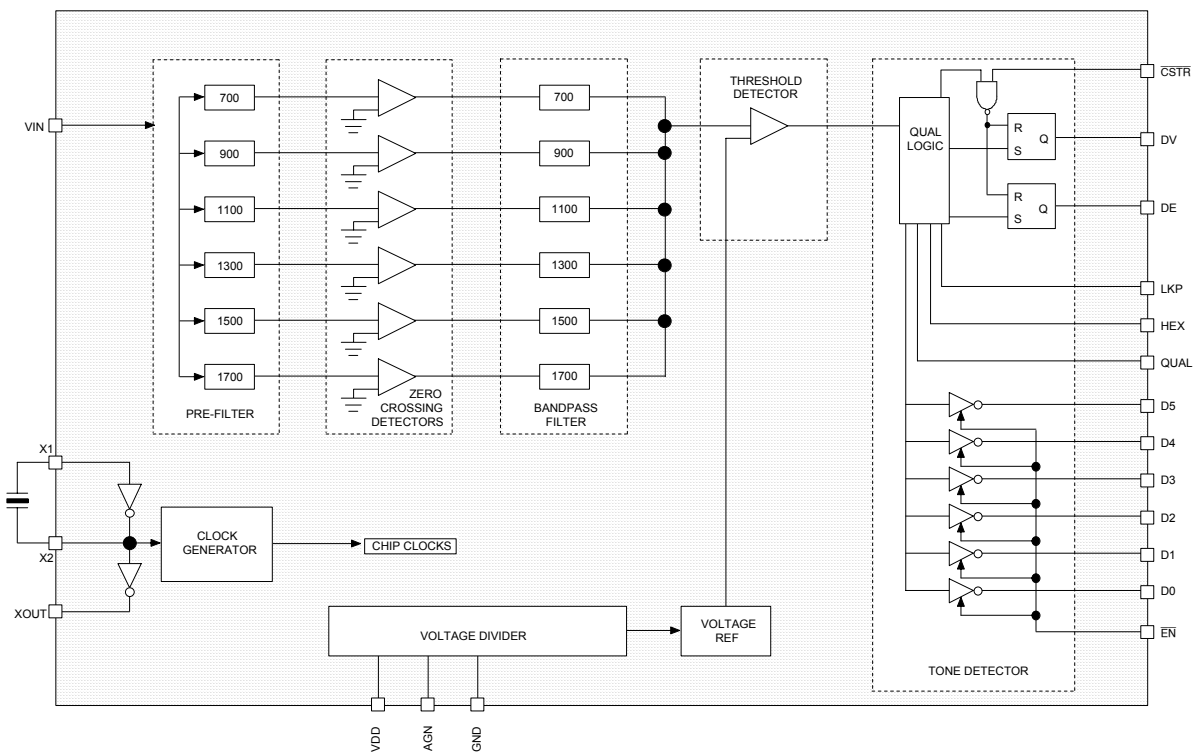 VIN
700
900
1100
1300
1500
1700
PRE-FILTER
ZERO
CROSSING
DETECTORS
700
900
1100
1300
1500
1700
BANDPASS
FILTER
THRESHOLD
DETECTOR
QUAL
LOGIC
R
S
Q
R
S
Q
TONE DETECTOR
CSTR
DV
DE
LKP
HEX
QUAL
D5
D4
D3
D2
D1
D0
EN
X1
X2
XOUT
CLOCK
GENERATOR
CHIP CLOCKS
VOLTAGE DIVIDER
VOLTAGE
REF
VDD
AGN
GND